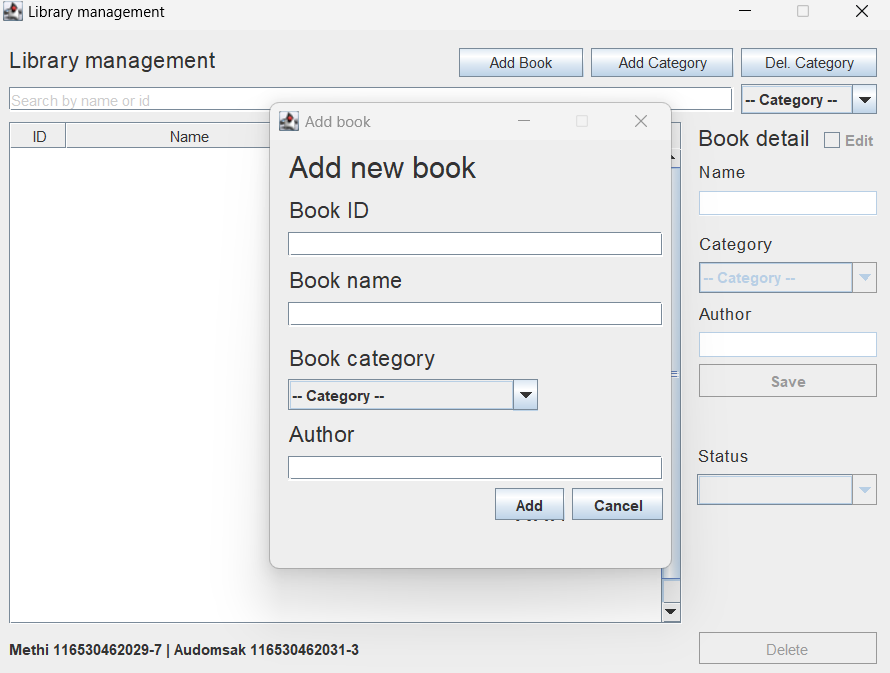 Library management
Library management
Add Book
Add Category
Del. Category
Search by name or id
-- Category --
ID
Name
Add book
Add new book
Book ID
Book name
Book category
-- Category --
Author
Add
Cancel
Book detail
Edit
Name
Category
-- Category --
Author
Save
Status
Methi 116530462029-7 | Audomsak 116530462031-3
Delete